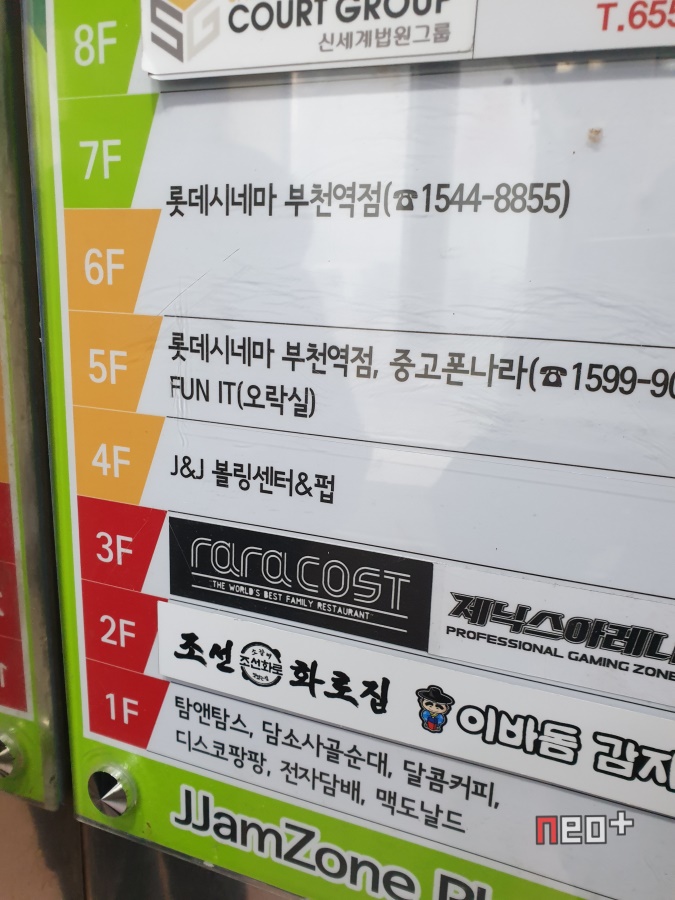 8F
COURT GROUP
신세계법원그룹
T.655
7F
롯데시네마 부천역점(☎1544-8855)
6F
5F
롯데시네마 부천역점, 중고폰나라(☎1599-90
FUN IT(오락실)
4F
J&J 볼링센터&펍
3F
rara COST
THE WORLD'S BEST FAMILY RESTAURANT
제닉스아레나
PROFESSIONAL GAMING ZONE
2F
조선 조선화로 화로집
이바돔 감자
1F
탐앤탐스, 담소사골순대, 달콤커피,
디스코팡팡, 전자담배, 맥도날드
JJamZone Pl
neo+